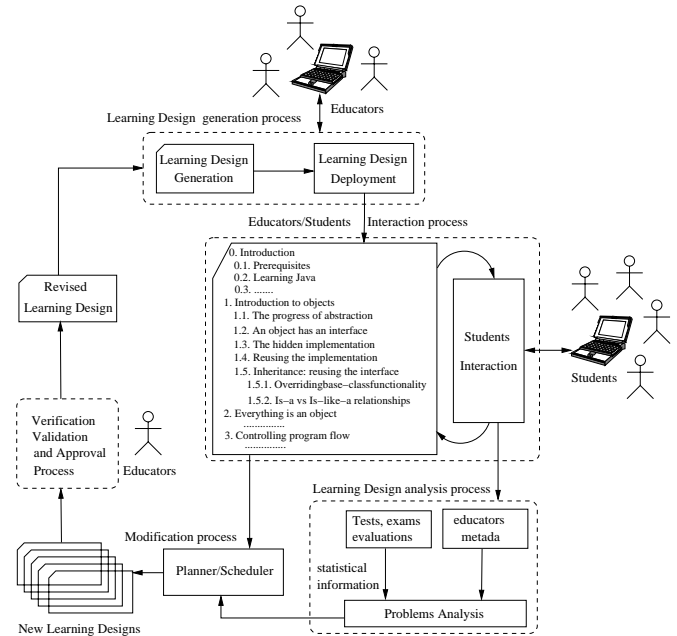 Educators
Learning Design generation process
Learning Design
Generation
Learning Design
Deployment
Educators/Students Interaction process
0. Introduction
0.1. Prerequisites
0.2. Learning Java
0.3. .......
1. Introduction to objects
1.1. The progress of abstraction
1.2. An object has an interface
1.3. The hidden implementation
1.4. Reusing the implementation
1.5. Inheritance: reusing the interface
1.5.1. Overridingbase–classfunctionality
1.5.2. Is–a vs Is–like–a relationships
2. Everything is an object
...............
3. Controlling program flow
...............
Students
Interaction
Students
Revised
Learning Design
Verification
Validation
and Approval
Process
Educators
Learning Design analysis process
Tests, exams
evaluations
educators
metada
statistical
information
Problems Analysis
Modification process
Planner/Scheduler
New Learning Designs